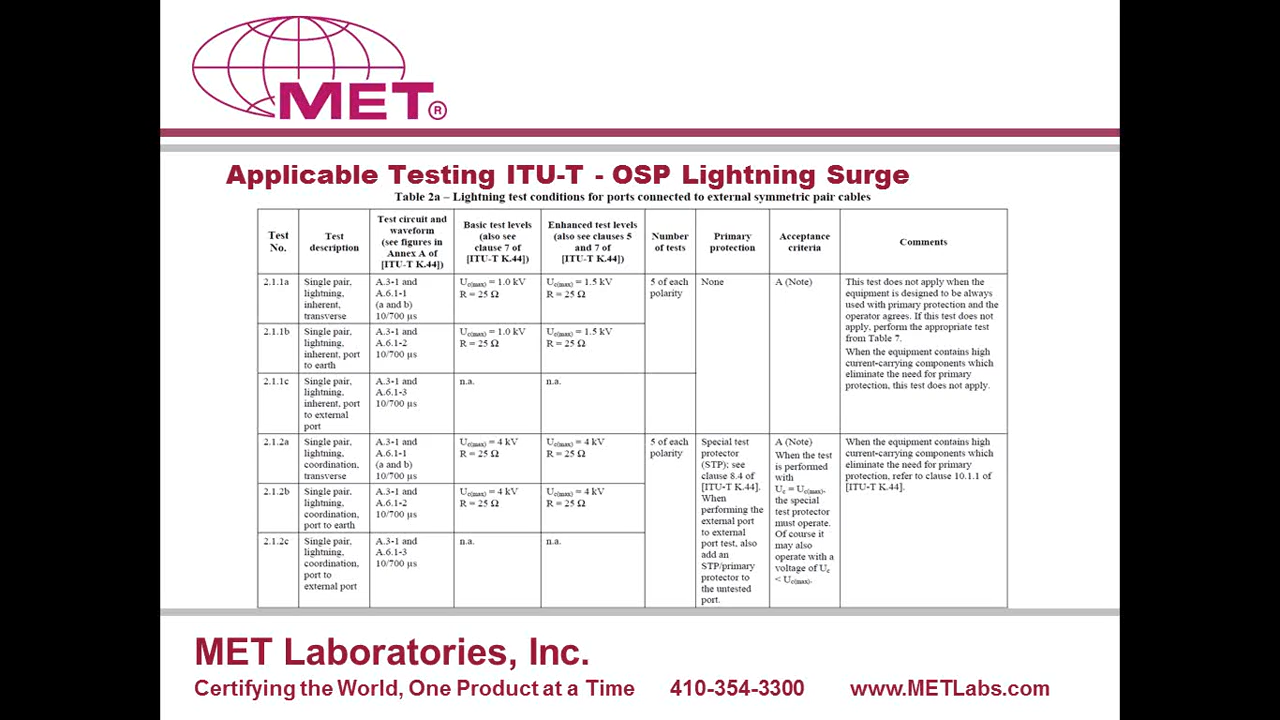 MET®
Applicable Testing ITU-T - OSP Lightning Surge
Table 2a – Lightning test conditions for ports connected to external symmetric pair cables
Test
No.
Test
description
Test circuit and
waveform
(see figures in
Annex A of
[ITU-T K.44])
Basic test levels
(also see
clause 7 of
[ITU-T K.44])
Enhanced test levels
(also see clauses 5
and 7 of
[ITU-T K.44])
Number
of tests
Primary
protection
Acceptance
criteria
Comments
2.1.1a
Single pair,
lightning,
inherent,
transverse
A.3-1 and
A.6.1-1
(a and b)
10/700 µs
Uc(max) = 1.0 kV
R = 25 Ω
Uc(max) = 1.5 kV
R = 25 Ω
5 of each
polarity
None
A (Note)
This test does not apply when the
equipment is designed to be always
used with primary protection and the
operator agrees. If this test does not
apply, perform the appropriate test
from Table 7.
When the equipment contains high
current-carrying components which
eliminate the need for primary
protection, this test does not apply.
2.1.1b
Single pair,
lightning,
inherent, port
to earth
A.3-1 and
A.6.1-2
10/700 µs
Uc(max) = 1.0 kV
R = 25 Ω
Uc(max) = 1.5 kV
R = 25 Ω
2.1.1c
Single pair,
lightning,
inherent, port
to external
port
A.3-1 and
A.6.1-3
10/700 µs
n.a.
n.a.
2.1.2a
Single pair,
lightning,
coordination,
transverse
A.3-1 and
A.6.1-1
(a and b)
10/700 µs
Uc(max) = 4 kV
R = 25 Ω
Uc(max) = 4 kV
R = 25 Ω
5 of each
polarity
Special test
protector
(STP); see
clause 8.4 of
[ITU-T K.44].
When
performing the
external port
to external
port test, also
add an
STP/primary
protector to
the untested
port.
A (Note)
When the test
is performed
with
Uc = Uc(max),
the special
test protector
must operate.
Of course it
may also
operate with a
voltage of Uc
< Uc(max).
When the equipment contains high
current-carrying components which
eliminate the need for primary
protection, refer to clause 10.1.1 of
[ITU-T K.44].
2.1.2b
Single pair,
lightning,
coordination,
port to earth
A.3-1 and
A.6.1-2
10/700 µs
Uc(max) = 4 kV
R = 25 Ω
Uc(max) = 4 kV
R = 25 Ω
2.1.2c
Single pair,
lightning,
coordination,
port to
external port
A.3-1 and
A.6.1-3
10/700 µs
n.a.
n.a.
MET Laboratories, Inc.
Certifying the World, One Product at a Time 410-354-3300 www.METLabs.com